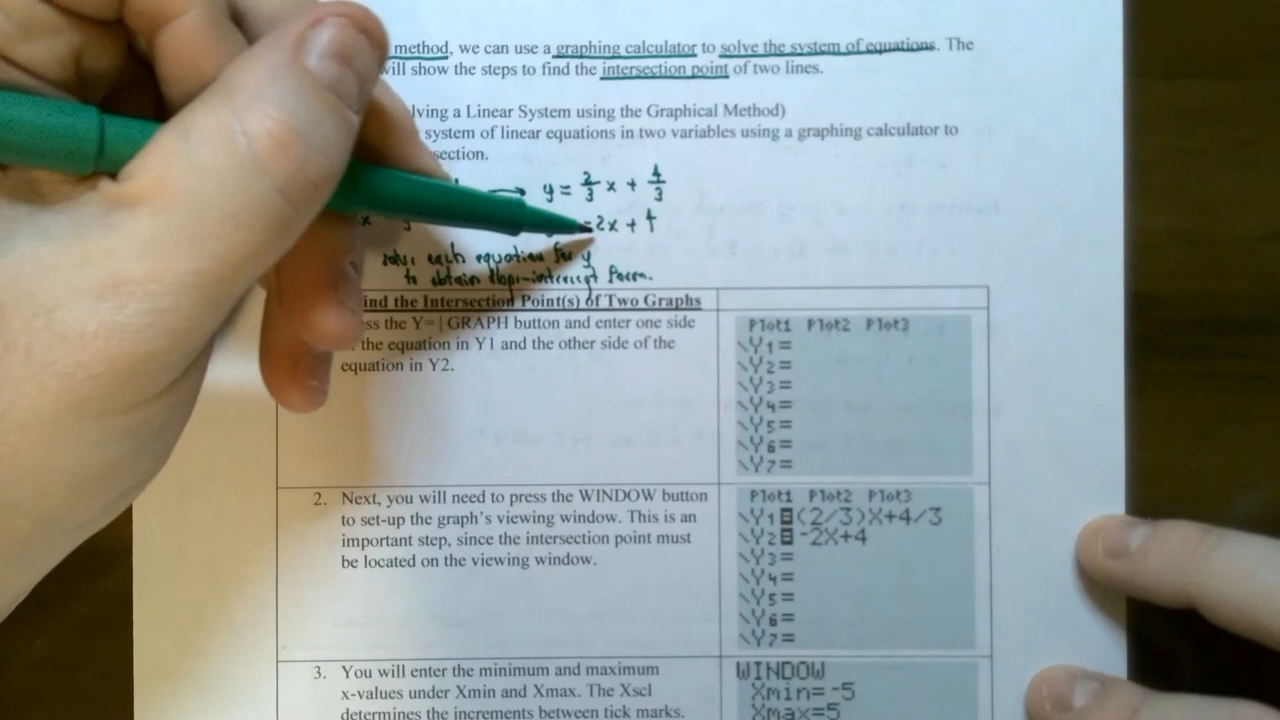 method, we can use a graphing calculator to solve the system of equations. The
will show the steps to find the intersection point of two lines.
lving a Linear System using the Graphical Method)
system of linear equations in two variables using a graphing calculator to
section.
→ y = 2/3 x + 4/3
x =2x + 4
solve each equation for y
to obtain slope-intercept form.
ind the Intersection Point(s) of Two Graphs
ss the Y= | GRAPH button and enter one side
the equation in Y1 and the other side of the
equation in Y2.
Plot1 Plot2 Plot3
\Y1=
\Y2=
\Y3=
\Y4=
\Y5=
\Y6=
\Y7=
2. Next, you will need to press the WINDOW button
to set-up the graph's viewing window. This is an
important step, since the intersection point must
be located on the viewing window.
Plot1 Plot2 Plot3
\Y1=(2/3)X+4/3
\Y2=-2X+4
\Y3=
\Y4=
\Y5=
\Y6=
\Y7=
3. You will enter the minimum and maximum
x-values under Xmin and Xmax. The Xscl
determines the increments between tick marks.
WINDOW
Xmin=-5
Xmax=5